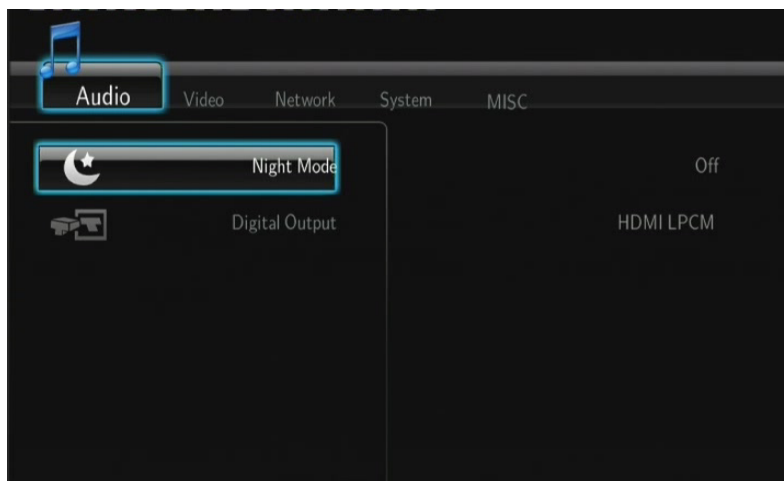 Audio Video Network System MISC
Night Mode Off
Digital Output HDMI LPCM